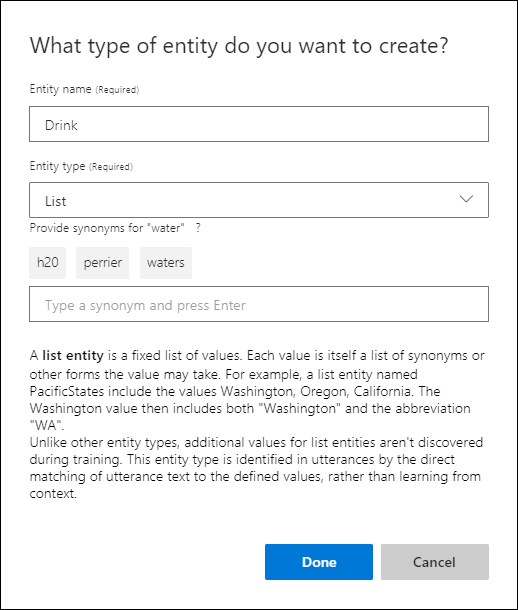 What type of entity do you want to create?
Entity name (Required)
Drink
Entity type (Required)
List
Provide synonyms for "water" ?
h20 perrier waters
Type a synonym and press Enter
A list entity is a fixed list of values. Each value is itself a list of synonyms or
other forms the value may take. For example, a list entity named
PacificStates include the values Washington, Oregon, California. The
Washington value then includes both "Washington" and the abbreviation
"WA".
Unlike other entity types, additional values for list entities aren't discovered
during training. This entity type is identified in utterances by the direct
matching of utterance text to the defined values, rather than learning from
context.
Done Cancel